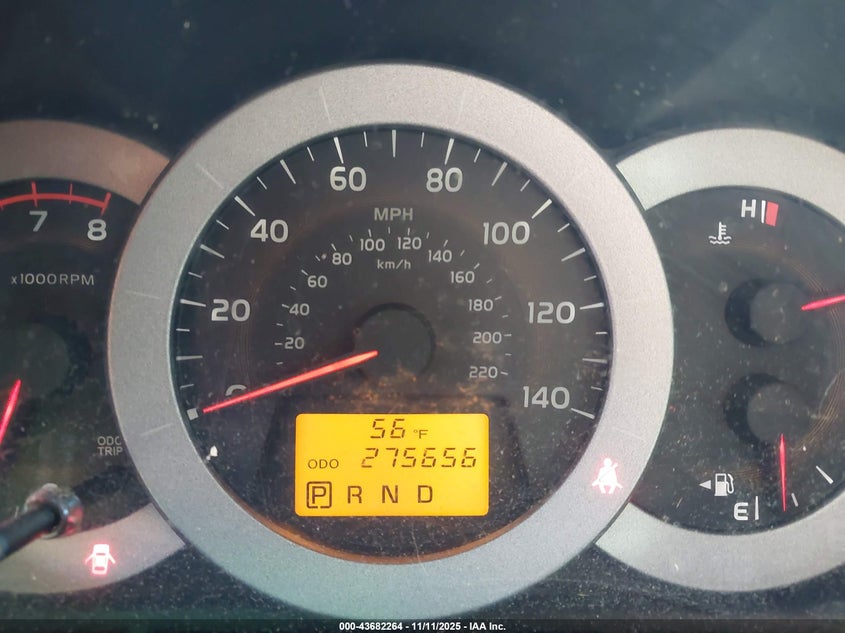 7 8
x1000RPM
ODO
TRIP
0 20 40 60 80 100 120 140
MPH
20 40 60 80 100 120 140 160 180 200 220
km/h
56 °F
ODO 275656
P R N D
H
E
000-43682264 - 11/11/2025 - IAA Inc.